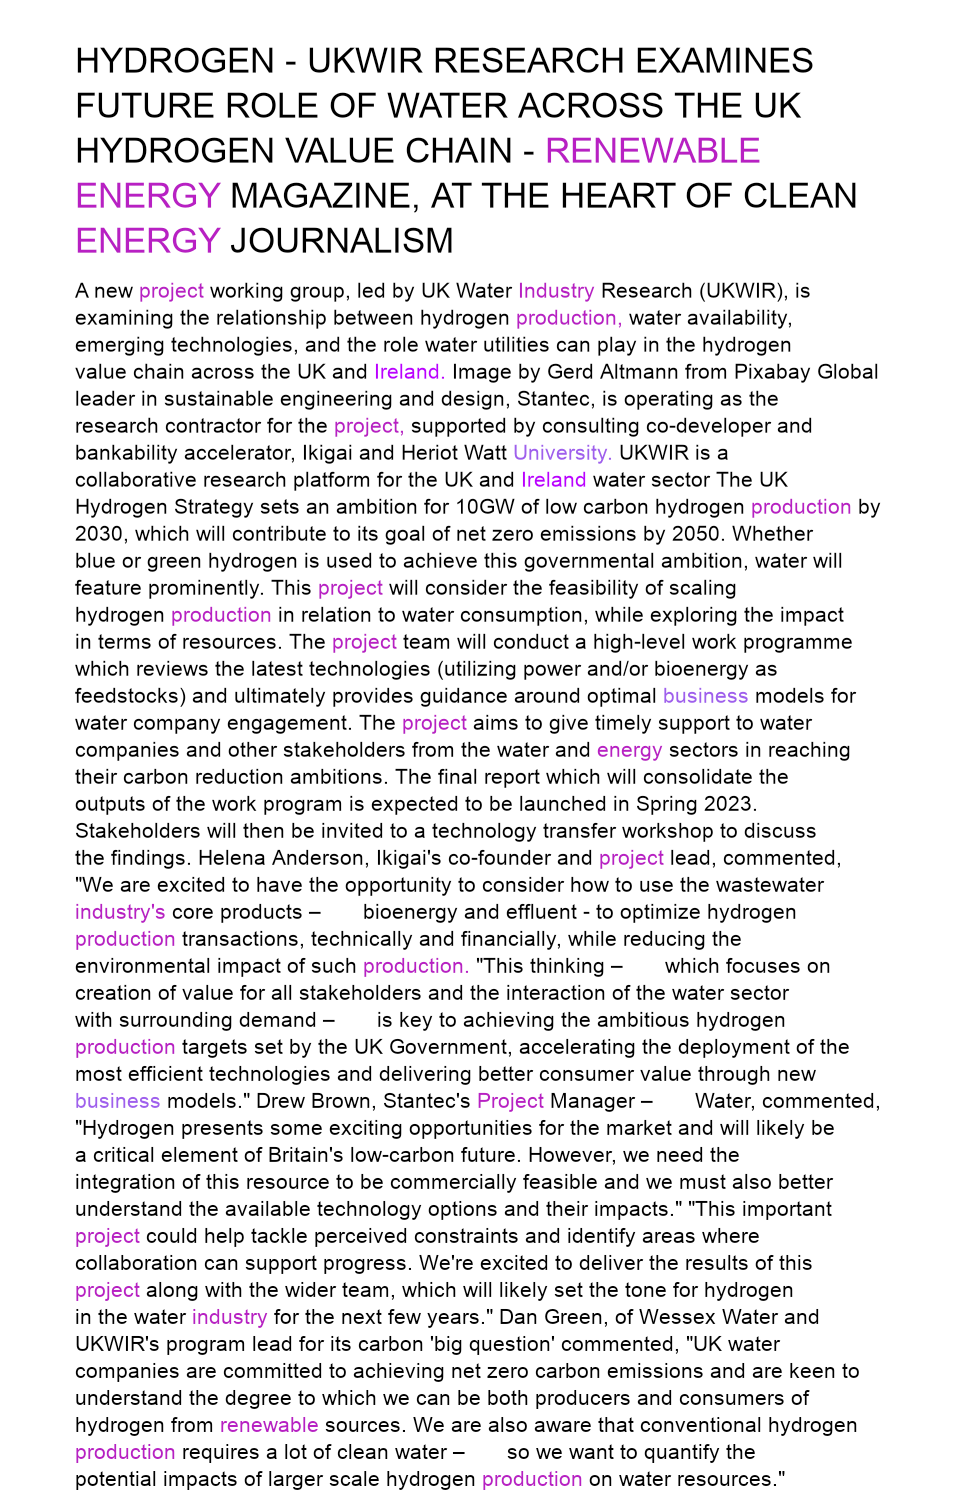 HYDROGEN - UKWIR RESEARCH EXAMINES
FUTURE ROLE OF WATER ACROSS THE UK
HYDROGEN VALUE CHAIN - RENEWABLE
ENERGY MAGAZINE, AT THE HEART OF CLEAN
ENERGY JOURNALISM
A new project working group, led by UK Water Industry Research (UKWIR), is
examining the relationship between hydrogen production, water availability,
emerging technologies, and the role water utilities can play in the hydrogen
value chain across the UK and Ireland. Image by Gerd Altmann from Pixabay Global
leader in sustainable engineering and design, Stantec, is operating as the
research contractor for the project, supported by consulting co-developer and
bankability accelerator, Ikigai and Heriot Watt University. UKWIR is a
collaborative research platform for the UK and Ireland water sector The UK
Hydrogen Strategy sets an ambition for 10GW of low carbon hydrogen production by
2030, which will contribute to its goal of net zero emissions by 2050. Whether
blue or green hydrogen is used to achieve this governmental ambition, water will
feature prominently. This project will consider the feasibility of scaling
hydrogen production in relation to water consumption, while exploring the impact
in terms of resources. The project team will conduct a high-level work programme
which reviews the latest technologies (utilizing power and/or bioenergy as
feedstocks) and ultimately provides guidance around optimal business models for
water company engagement. The project aims to give timely support to water
companies and other stakeholders from the water and energy sectors in reaching
their carbon reduction ambitions. The final report which will consolidate the
outputs of the work program is expected to be launched in Spring 2023.
Stakeholders will then be invited to a technology transfer workshop to discuss
the findings. Helena Anderson, Ikigai's co-founder and project lead, commented,
"We are excited to have the opportunity to consider how to use the wastewater
industry's core products – bioenergy and effluent - to optimize hydrogen
production transactions, technically and financially, while reducing the
environmental impact of such production. "This thinking – which focuses on
creation of value for all stakeholders and the interaction of the water sector
with surrounding demand – is key to achieving the ambitious hydrogen
production targets set by the UK Government, accelerating the deployment of the
most efficient technologies and delivering better consumer value through new
business models." Drew Brown, Stantec's Project Manager – Water, commented,
"Hydrogen presents some exciting opportunities for the market and will likely be
a critical element of Britain's low-carbon future. However, we need the
integration of this resource to be commercially feasible and we must also better
understand the available technology options and their impacts." "This important
project could help tackle perceived constraints and identify areas where
collaboration can support progress. We're excited to deliver the results of this
project along with the wider team, which will likely set the tone for hydrogen
in the water industry for the next few years." Dan Green, of Wessex Water and
UKWIR's program lead for its carbon 'big question' commented, "UK water
companies are committed to achieving net zero carbon emissions and are keen to
understand the degree to which we can be both producers and consumers of
hydrogen from renewable sources. We are also aware that conventional hydrogen
production requires a lot of clean water – so we want to quantify the
potential impacts of larger scale hydrogen production on water resources."